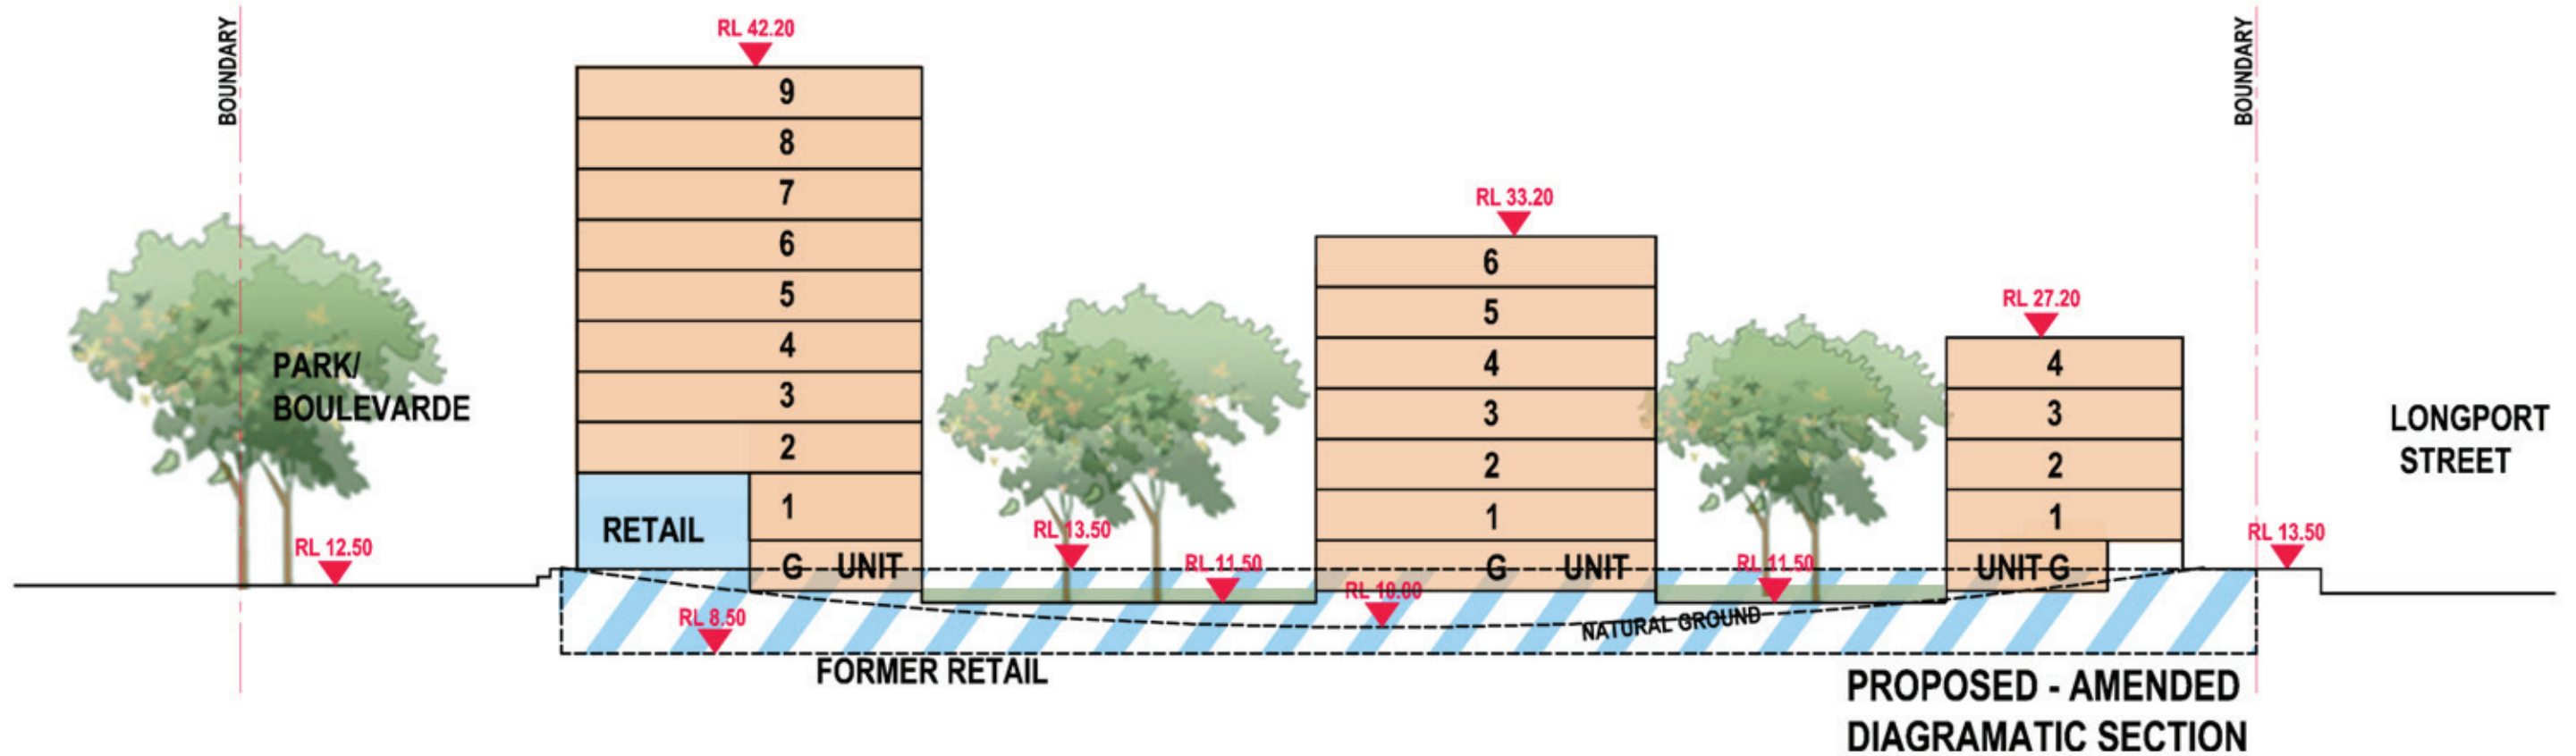 BOUNDARY
RL 42.20
BOUNDARY
9
8
7
6
5
4
3
2
1
G UNIT
RETAIL
PARK/
BOULEVARDE
RL 12.50
RL 13.50
RL 11.50
RL 33.20
6
5
4
3
2
1
G UNIT
RL 10.00
RL 11.50
RL 27.20
4
3
2
1
UNIT G
RL 13.50
LONGPORT
STREET
RL 8.50
NATURAL GROUND
FORMER RETAIL
PROPOSED - AMENDED
DIAGRAMATIC SECTION